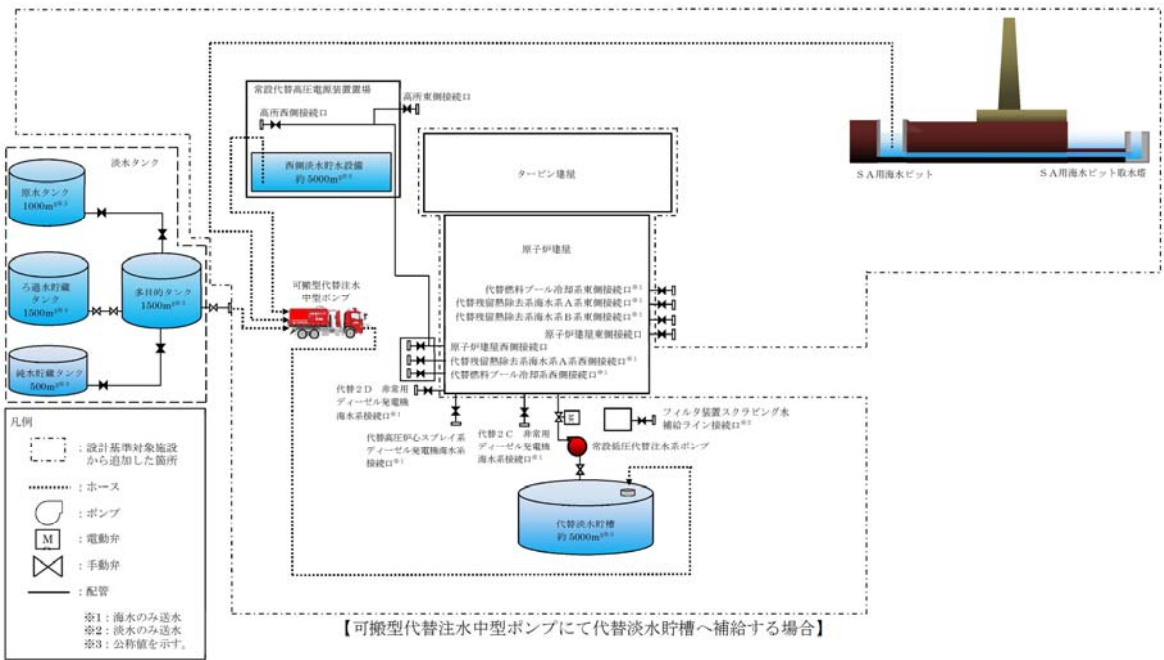 常設代替高圧電源装置置場
高所東側接続口
高所西側接続口
西側淡水貯水設備
約5000m³※3
淡水タンク
原水タンク
1000m³※3
ろ過水貯蔵
タンク
1500m³※3
多目的タンク
1500m³※3
純水貯蔵タンク
500m³※3
可搬型代替注水
中型ポンプ
タービン建屋
原子炉建屋
SA用海水ピット
SA用海水ピット取水塔
代替燃料プール冷却系東側接続口※1
代替残留熱除去系海水系A系東側接続口※1
代替残留熱除去系海水系B系東側接続口※1
原子炉建屋東側接続口
原子炉建屋西側接続口
代替残留熱除去系海水系A系西側接続口※1
代替燃料プール冷却系西側接続口※1
代替2D 非常用
ディーゼル発電機
海水系接続口※1
代替高圧炉心スプレイ系
ディーゼル発電機海水系
接続口※1
代替2C 非常用
ディーゼル発電機
海水系接続口※1
M
フィルタ装置スクラビング水
補給ライン接続口※2
常設低圧代替注水系ポンプ
代替淡水貯槽
約5000m³※3
凡例
:設計基準対象施設
から追加した箇所
:ホース
:ポンプ
M
:電動弁
:手動弁
:配管
※1:海水のみ送水
※2:淡水のみ送水
※3:公称値を示す。
【可搬型代替注水中型ポンプにて代替淡水貯槽へ補給する場合】